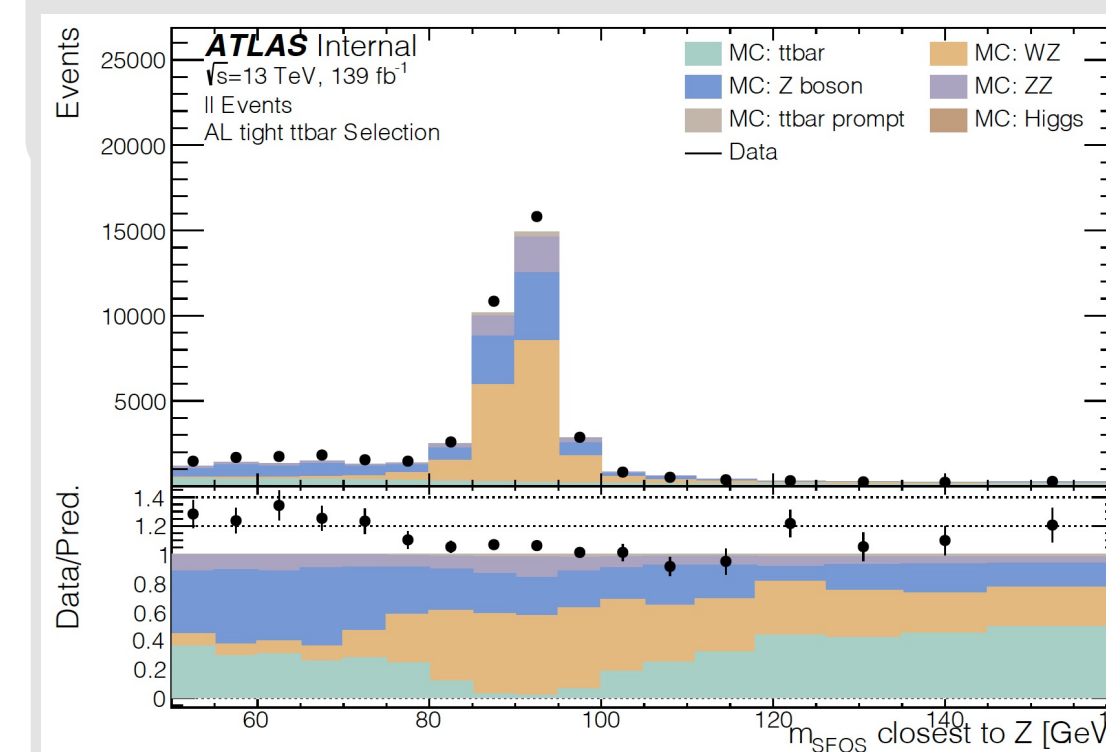 Events
25000
20000
15000
10000
5000
ATLAS Internal
√s=13 TeV, 139 fb⁻¹
ll Events
AL tight ttbar Selection
MC: ttbar
MC: Z boson
MC: ttbar prompt
Data
MC: WZ
MC: ZZ
MC: Higgs
Data/Pred.
1.4
1.2
1
0.8
0.6
0.4
0.2
0
60
80
100
120
140
m_SFOS closest to Z [GeV